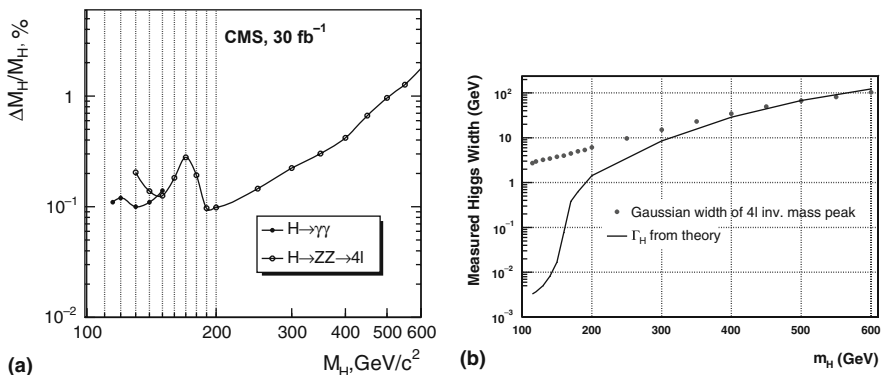 CMS, 30 fb⁻¹
ΔM_H/M_H, %
1
10⁻¹
10⁻²
H→γγ
H→ZZ→4l
100
200
300
400
500
600
M_H,GeV/c²
(a)
Measured Higgs Width (GeV)
10²
10
1
10⁻¹
10⁻²
10⁻³
Gaussian width of 4l inv. mass peak
Γ_H from theory
100
200
300
400
500
600
m_H (GeV)
(b)